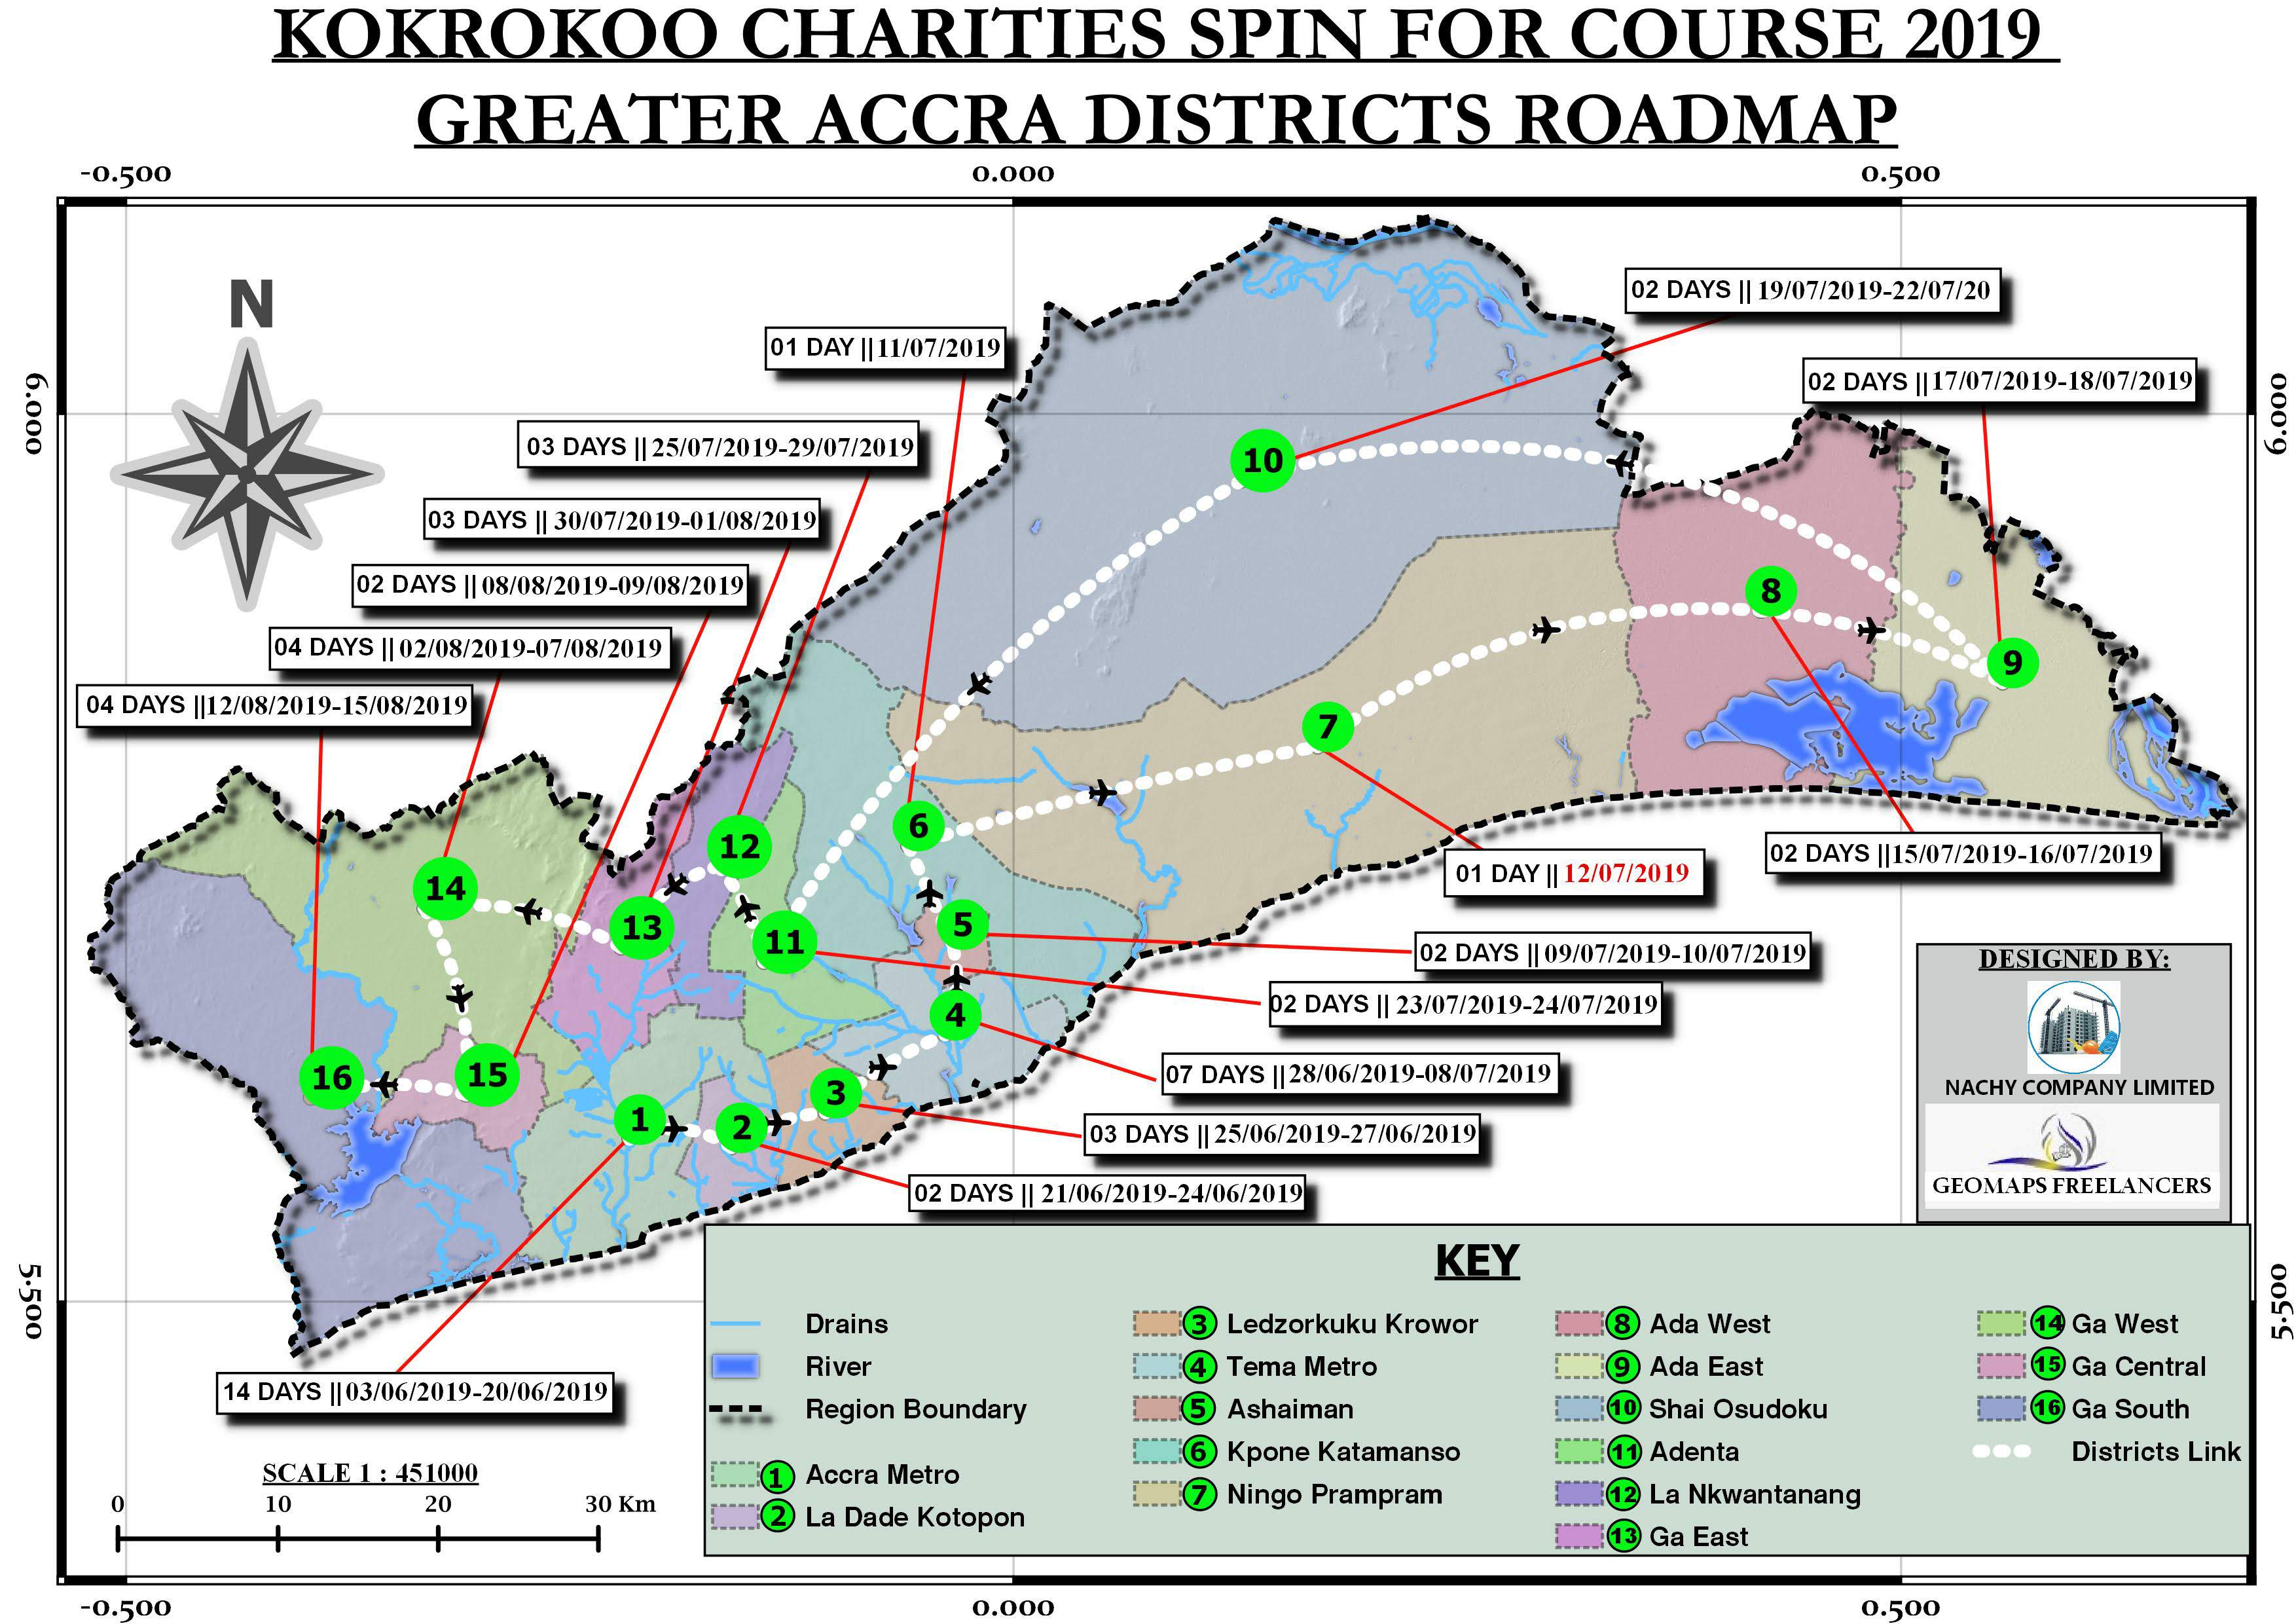 KOKROKOO CHARITIES SPIN FOR COURSE 2019
GREATER ACCRA DISTRICTS ROADMAP
-0.500 0.000 0.500
N
6.000
6.000
5.500
5.500
02 DAYS || 19/07/2019-22/07/20
01 DAY || 11/07/2019
02 DAYS || 17/07/2019-18/07/2019
03 DAYS || 25/07/2019-29/07/2019
03 DAYS || 30/07/2019-01/08/2019
02 DAYS || 08/08/2019-09/08/2019
04 DAYS || 02/08/2019-07/08/2019
04 DAYS ||12/08/2019-15/08/2019
10
8
9
7
6
12
14
13
11
5
4
16
15
3
1
2
02 DAYS ||15/07/2019-16/07/2019
01 DAY || 12/07/2019
02 DAYS || 09/07/2019-10/07/2019
02 DAYS || 23/07/2019-24/07/2019
07 DAYS || 28/06/2019-08/07/2019
03 DAYS || 25/06/2019-27/06/2019
02 DAYS || 21/06/2019-24/06/2019
14 DAYS || 03/06/2019-20/06/2019
DESIGNED BY:
NACHY COMPANY LIMITED
GEOMAPS FREELANCERS
SCALE 1 : 451000
0 10 20 30 Km
KEY
Drains
River
Region Boundary
1 Accra Metro
2 La Dade Kotopon
3 Ledzorkuku Krowor
4 Tema Metro
5 Ashaiman
6 Kpone Katamanso
7 Ningo Prampram
8 Ada West
9 Ada East
10 Shai Osudoku
11 Adenta
12 La Nkwantanang
13 Ga East
14 Ga West
15 Ga Central
16 Ga South
Districts Link
-0.500 0.000 0.500